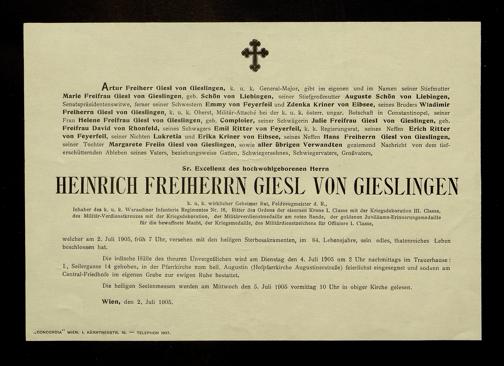 Artur Freiherr Giesl von Gieslingen, k. u. k. General-Major, gibt im eigenen und im Namen seiner Stiefmutter
Marie Freifrau Giesl von Gieslingen, geb. Schön von Liebingen, seiner Stiefgroßmutter Auguste Schön von Liebingen,
Senatspräsidentenswitwe, ferner seiner Schwestern Emmy von Feyerfeil und Zdenka Kriner von Eibsee, seines Bruders Wladimir
Freiherrn Giesl von Gieslingen, k. u. k. Oberst, Militär-Attaché bei der k. u. k. österr. ungar. Botschaft in Constantinopel, seiner
Frau Helene Freifrau Giesl von Gieslingen, geb. Comploier, seiner Schwägerin Feile Freifrau Giesl von Gieslingen, geb.
Freifrau David von Rhonfeld, seines Schwagers Emil Ritter von Feyerfeil, k. k. Regierungsrat, seines Neffen Erich Ritter
von Feyerfeil, seiner Nichten Lukretia und Erika Kriner von Eibsee, seines Neffen Hans Freiherrn Giesl von Gieslingen,
seiner Tochter Margarete Freiin Giesl von Gieslingen, sowie aller übrigen Verwandten geziemend Nachricht von dem tief-
erschütternden Ableben seines Vaters, beziehungsweise Gatten, Schwiegersohnes, Schwiegervaters, Großvaters,
Sr. Excellenz des hochwohlgeborenen Herrn
HEINRICH FREIHERRN GIESL VON GIESLINGEN
k. u. k. wirklicher Geheimer Rat, Feldzeugmeister d. R.,
Inhaber des k. u. k. Warasdiner Infanterie Regimentes Nr. 16, Ritter des Ordens der eisernen Krone I. Classe mit der Kriegsdekoration III. Classe,
des Militär-Verdienstkreuzes mit der Kriegsdekoration, der Militärverdienstmedaille am roten Bande, der goldenen Jubiläums-Erinnerungsmedaille
für die bewaffnete Macht, der Kriegsmedaille, des Militärdienstzeichens für Offiziere I. Classe,
welcher am 2. Juli 1905, früh 7 Uhr, versehen mit den heiligen Sterbesakramenten, im 84. Lebensjahre, sein edles, thatenreiches Leben
beschlossen hat.
Die irdische Hülle des theuren Unvergeßlichen wird am Dienstag den 4. Juli 1905 um 2 Uhr nachmittags im Trauerhause:
I., Seilergasse 14 gehoben, in der Pfarrkirche zum heil. Augustin (Hofpfarrkirche Augustinerstraße) feierlichst eingesegnet und sodann am
Central-Friedhofe im eigenen Grabe zur ewigen Ruhe bestattet.
Die heiligen Seelenmessen werden am Mittwoch den 5. Juli 1905 vormittag 10 Uhr in obiger Kirche gelesen.
Wien, den 2. Juli 1905.
„CONCORDIA" WIEN, I. KÄRNTNERSTR. — TELEPHON